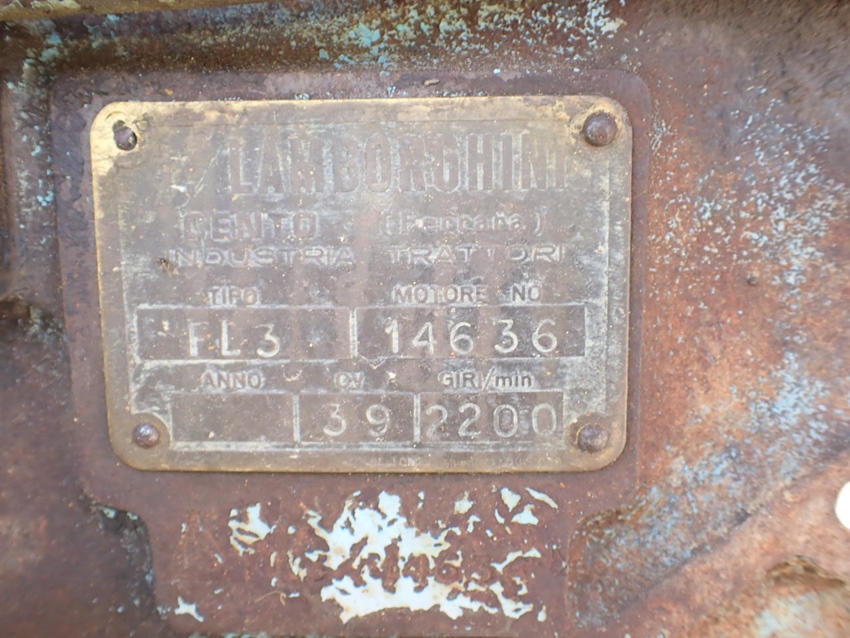 LAMBORGHINI
CENTO (Ferrara)
INDUSTRIA TRATTORI
TIPO MOTORE No
FL3 14636
ANNO CV GIRI/min
39 2200